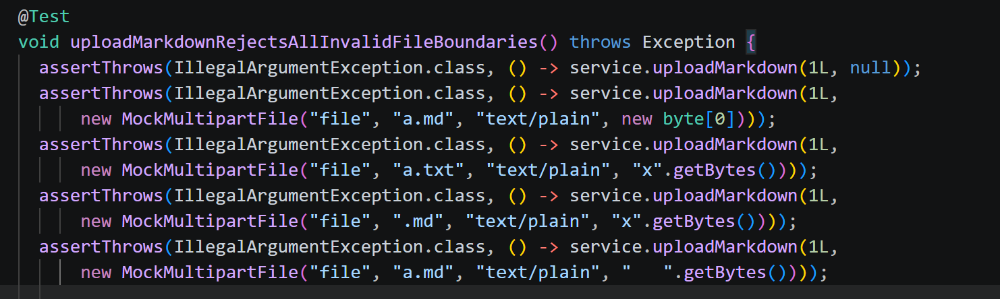 @Test
void uploadMarkdownRejectsAllInvalidFileBoundaries() throws Exception {
assertThrows(IllegalArgumentException.class, () -> service.uploadMarkdown(1L, null));
assertThrows(IllegalArgumentException.class, () -> service.uploadMarkdown(1L,
new MockMultipartFile("file", "a.md", "text/plain", new byte[0])));
assertThrows(IllegalArgumentException.class, () -> service.uploadMarkdown(1L,
new MockMultipartFile("file", "a.txt", "text/plain", "x".getBytes())));
assertThrows(IllegalArgumentException.class, () -> service.uploadMarkdown(1L,
new MockMultipartFile("file", ".md", "text/plain", "x".getBytes())));
assertThrows(IllegalArgumentException.class, () -> service.uploadMarkdown(1L,
new MockMultipartFile("file", "a.md", "text/plain", "   ".getBytes())));